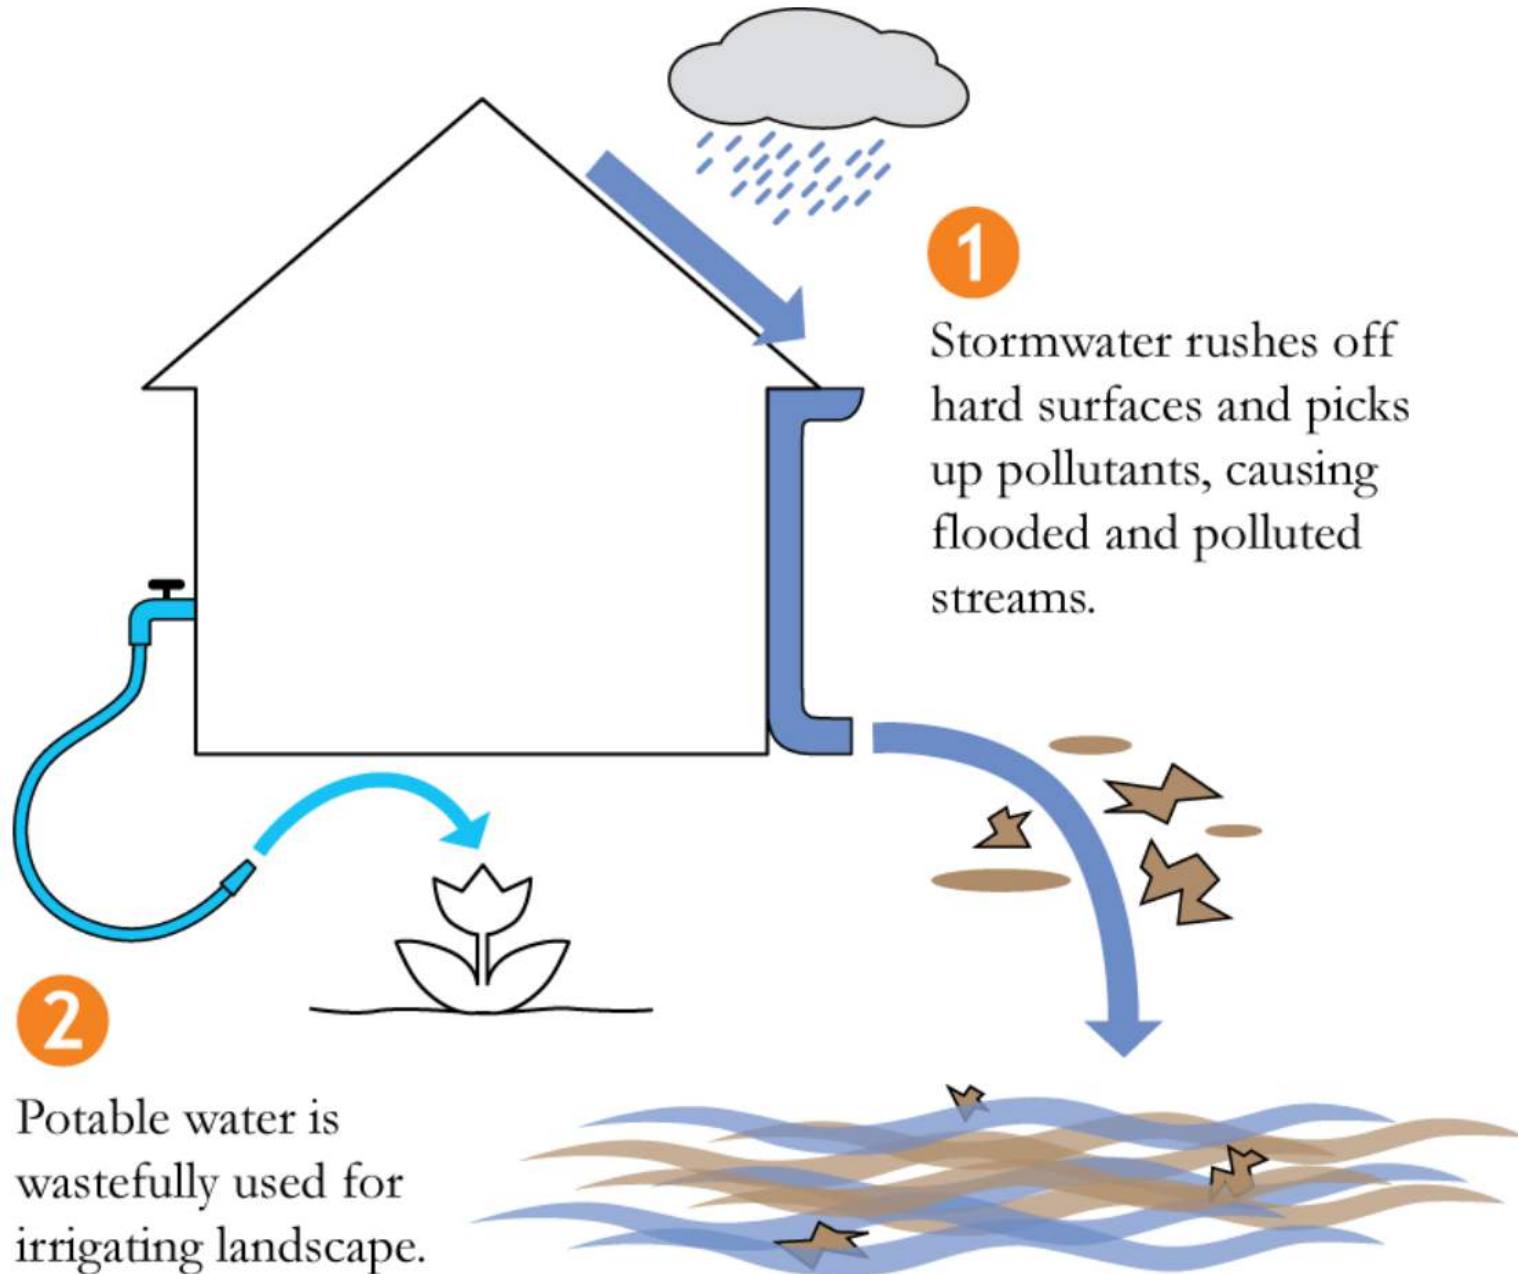 1
Stormwater rushes off
hard surfaces and picks
up pollutants, causing
flooded and polluted
streams.
2
Potable water is
wastefully used for
irrigating landscape.